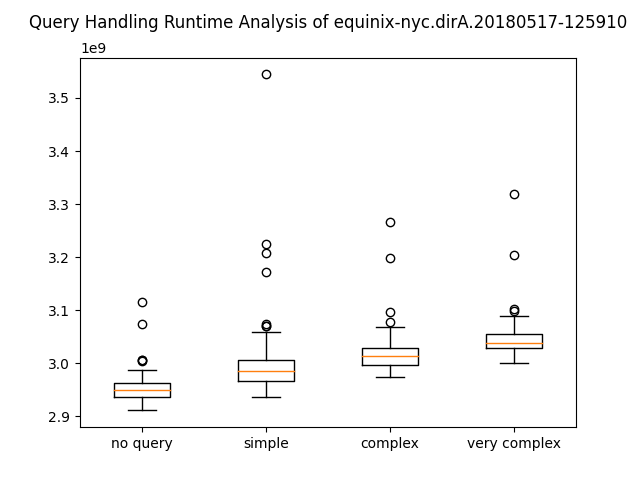 Query Handling Runtime Analysis of equinix-nyc.dirA.20180517-125910
1e9
3.5
3.4
3.3
3.2
3.1
3.0
2.9
no query simple complex very complex